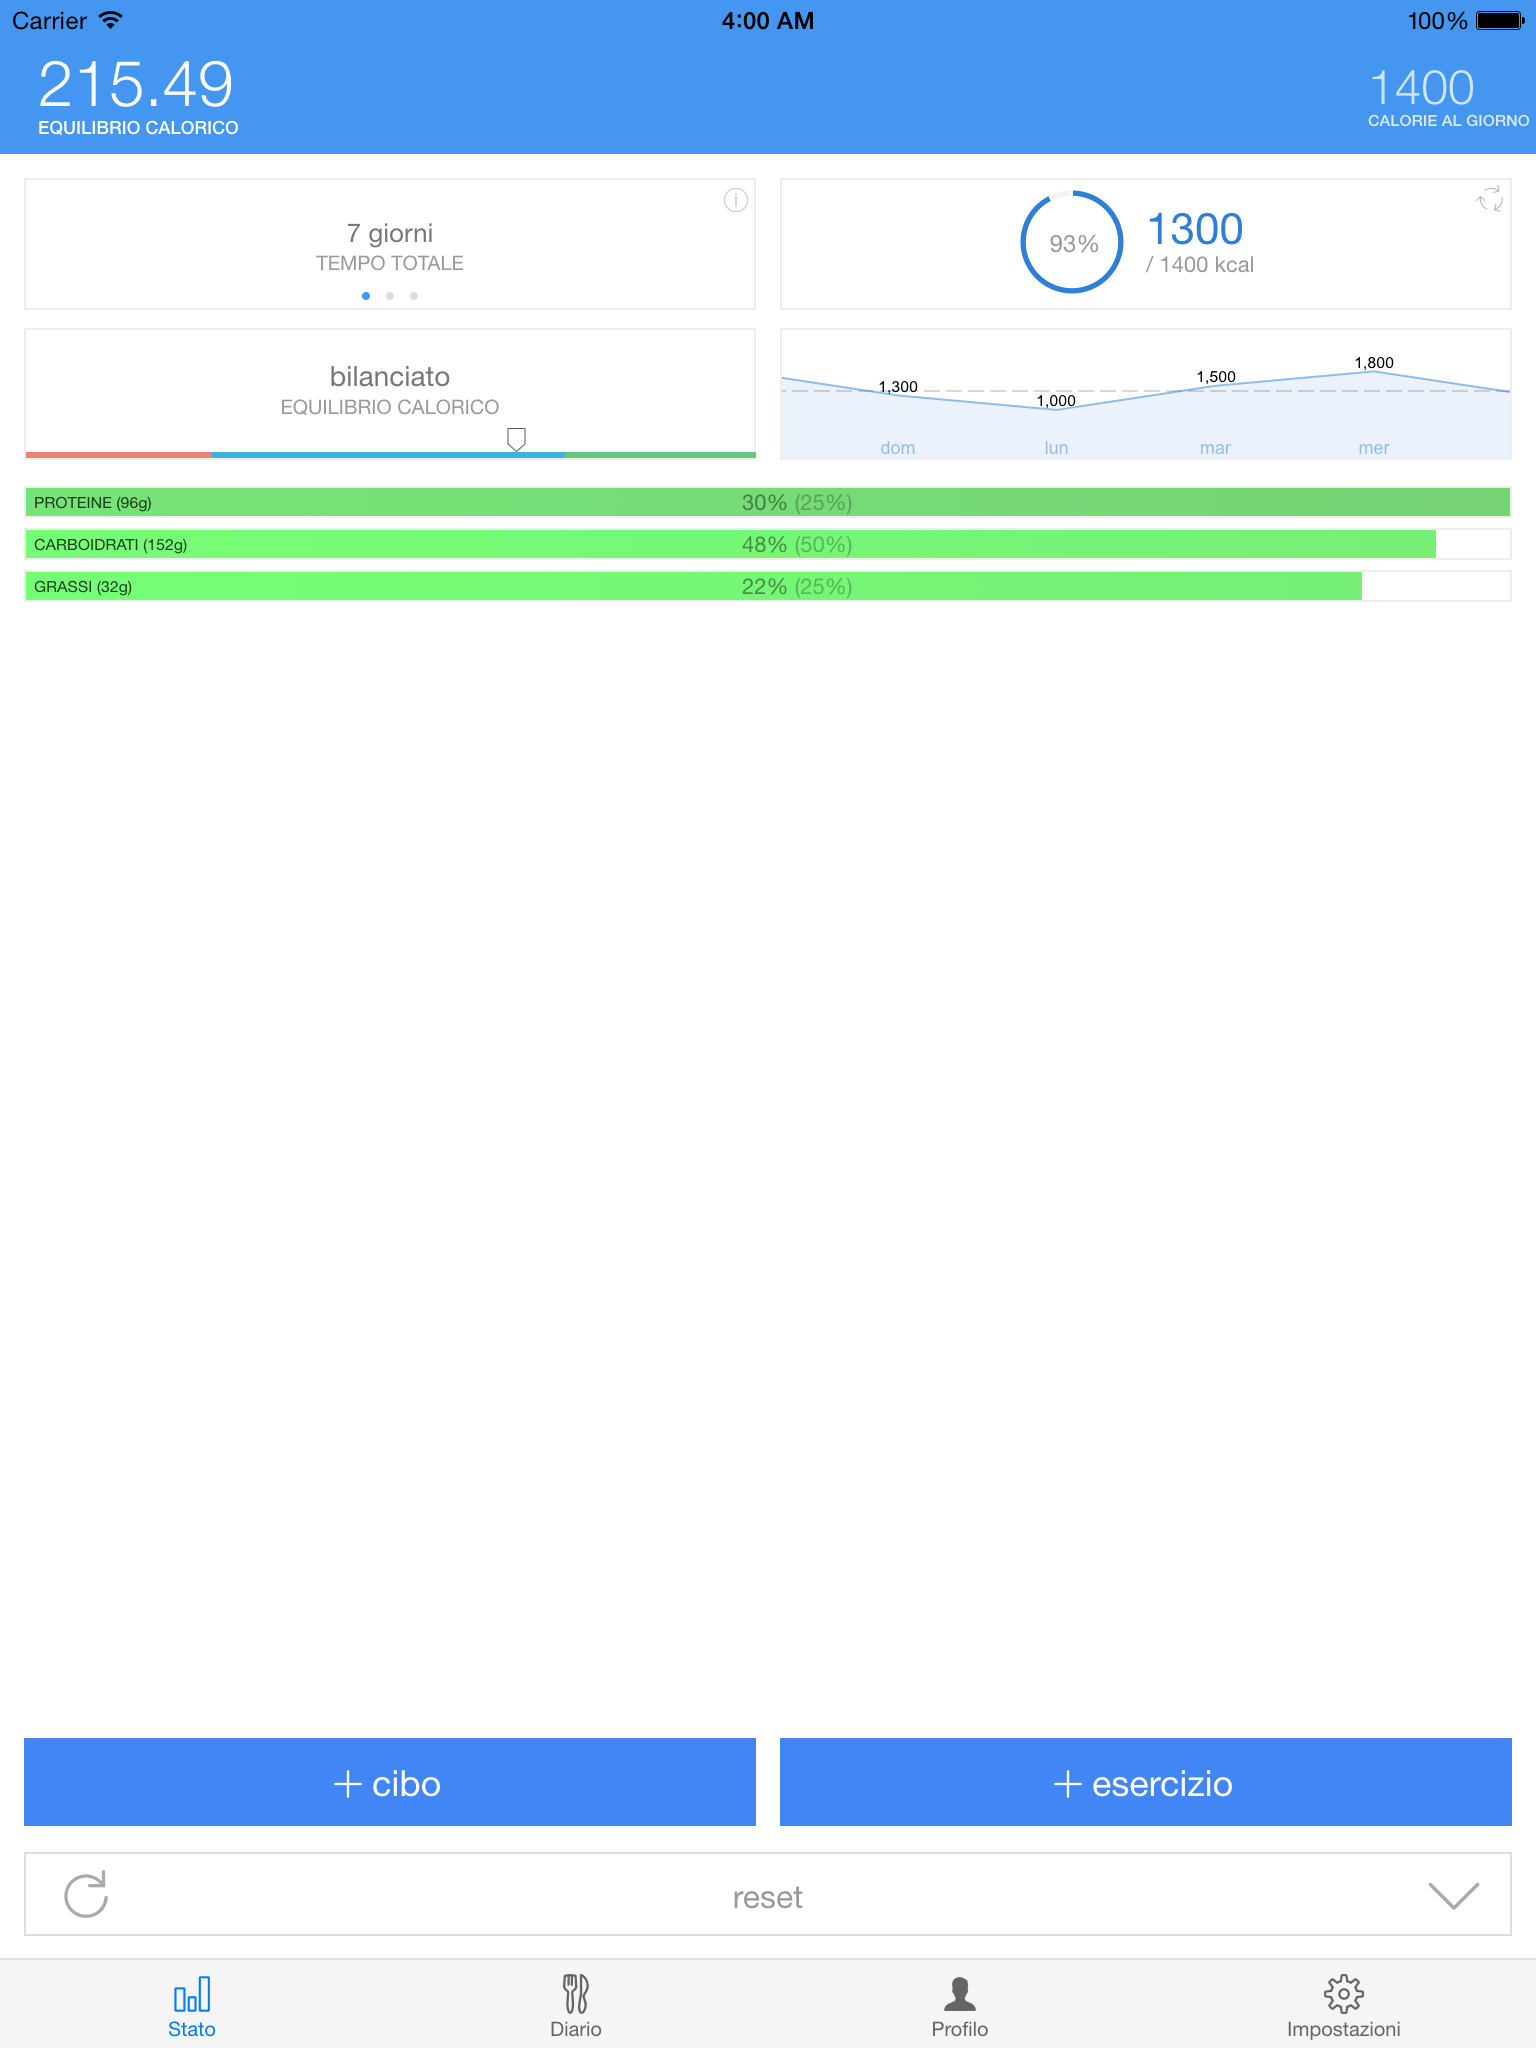 Carrier 4:00 AM 100%
215.49
EQUILIBRIO CALORICO
1400
CALORIE AL GIORNO
7 giorni
TEMPO TOTALE
93%
1300
/ 1400 kcal
bilanciato
EQUILIBRIO CALORICO
1,300
1,000
1,500
1,800
dom lun mar mer
PROTEINE (96g) 30% (25%)
CARBOIDRATI (152g) 48% (50%)
GRASSI (32g) 22% (25%)
+ cibo
+ esercizio
reset
Stato Diario Profilo Impostazioni